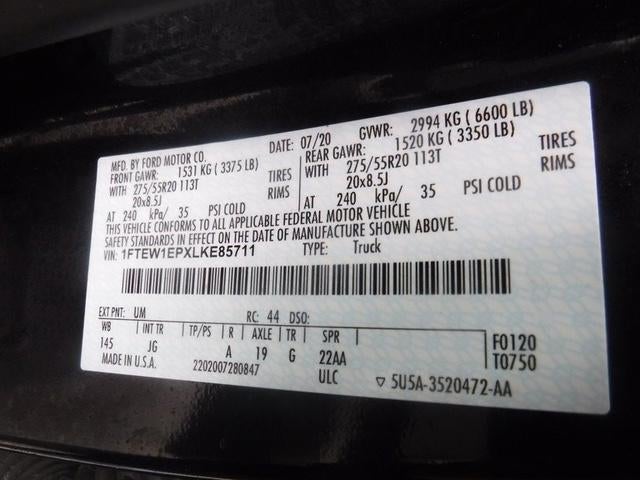 MFD. BY FORD MOTOR CO. DATE: 07/20 GVWR: 2994 KG ( 6600 LB)
FRONT GAWR: 1531 KG ( 3375 LB) REAR GAWR: 1520 KG ( 3350 LB)
WITH 275/55R20 113T TIRES WITH 275/55R20 113T TIRES
20x8.5J RIMS 20x8.5J RIMS
AT 240 kPa/ 35 PSI COLD AT 240 kPa/ 35 PSI COLD
THIS VEHICLE CONFORMS TO ALL APPLICABLE FEDERAL MOTOR VEHICLE
SAFETY STANDARDS IN EFFECT ON THE DATE OF MANUFACTURE SHOWN ABOVE.
VIN: 1FTEW1EPXLKE85711 TYPE: Truck
EXT PNT: UM RC: 44 DSO:
WB INT TR TP/PS R AXLE TR SPR F0120
145 JG A 19 G 22AA T0750
MADE IN U.S.A. 2202007280847 ULC ▽ 5U5A-3520472-AA